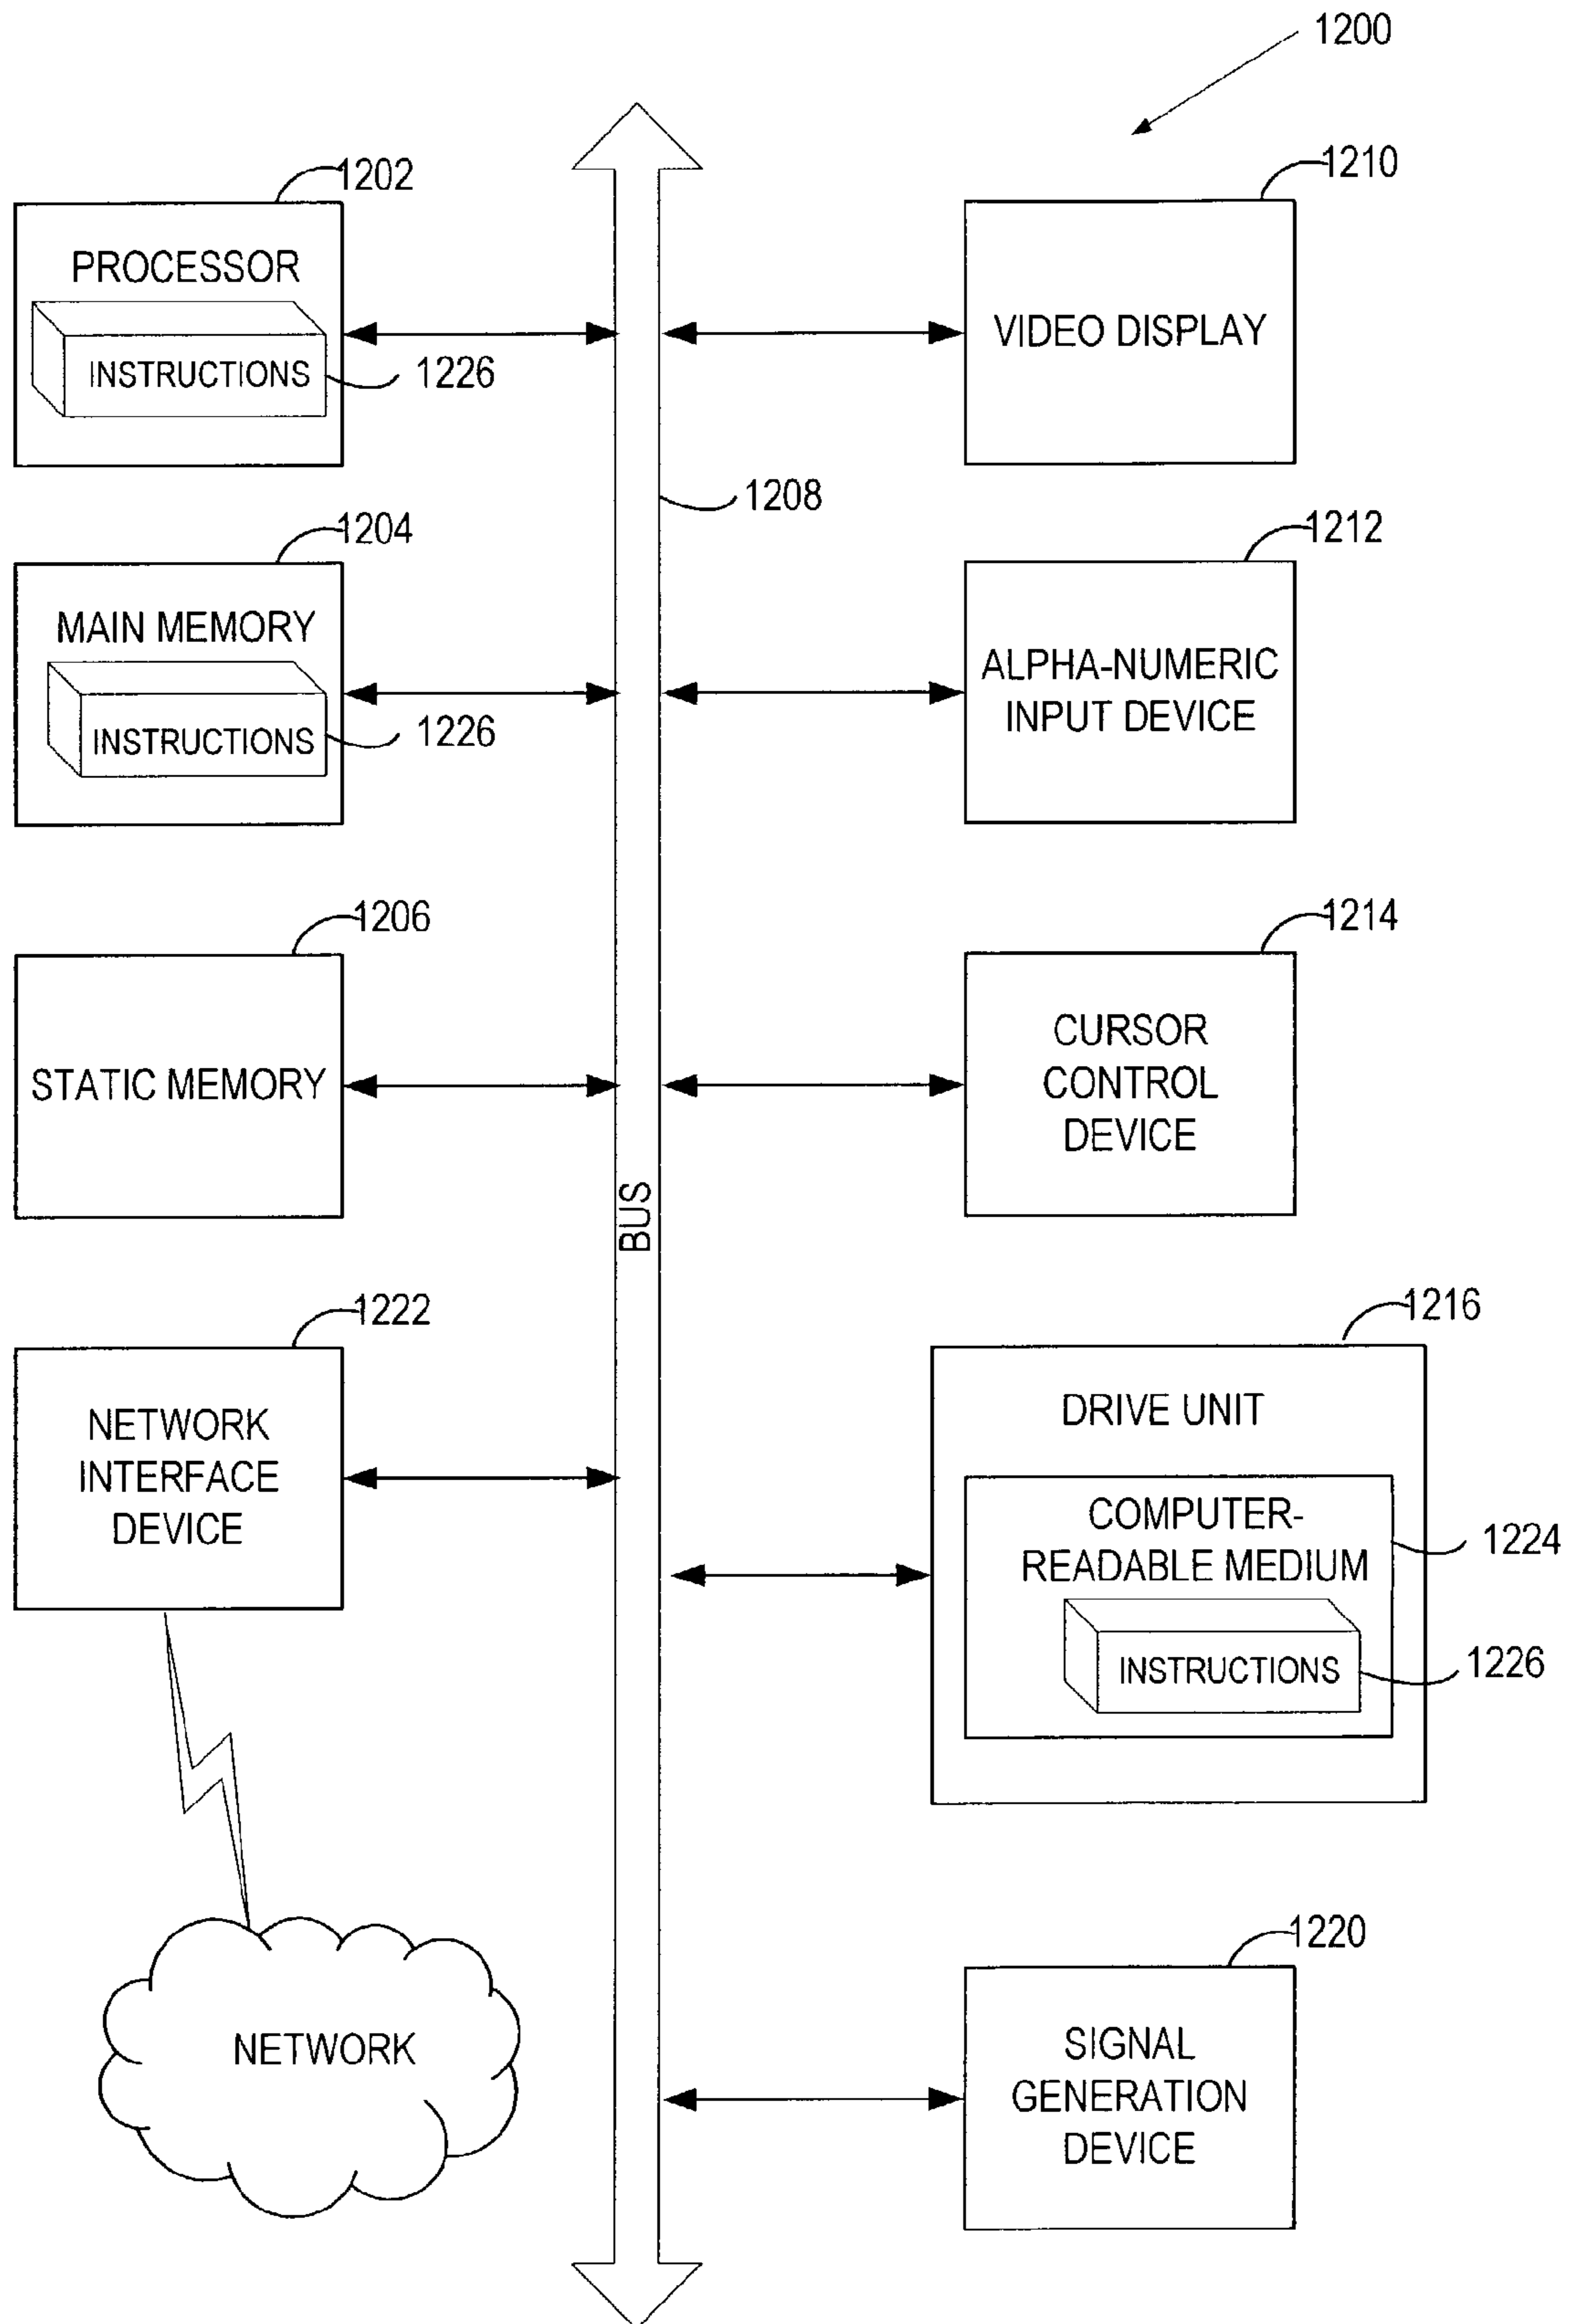 1200
1202
PROCESSOR
INSTRUCTIONS
1226
1204
MAIN MEMORY
INSTRUCTIONS
1226
1206
STATIC MEMORY
1222
NETWORK
INTERFACE
DEVICE
NETWORK
1208
BUS
1210
VIDEO DISPLAY
1212
ALPHA-NUMERIC
INPUT DEVICE
1214
CURSOR
CONTROL
DEVICE
1216
DRIVE UNIT
COMPUTER-
READABLE MEDIUM
1224
INSTRUCTIONS
1226
1220
SIGNAL
GENERATION
DEVICE